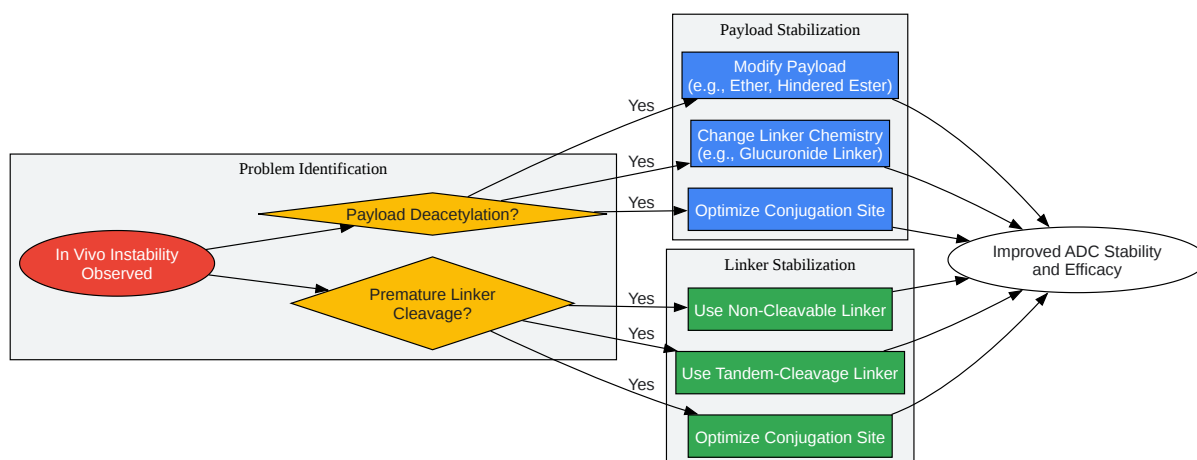 Problem Identification
In Vivo Instability
Observed
Payload Deacetylation?
Premature Linker
Cleavage?
Yes
Yes
Yes
Yes
Yes
Yes
Payload Stabilization
Modify Payload
(e.g., Ether, Hindered Ester)
Change Linker Chemistry
(e.g., Glucuronide Linker)
Optimize Conjugation Site
Linker Stabilization
Use Non-Cleavable Linker
Use Tandem-Cleavage Linker
Optimize Conjugation Site
Improved ADC Stability
and Efficacy